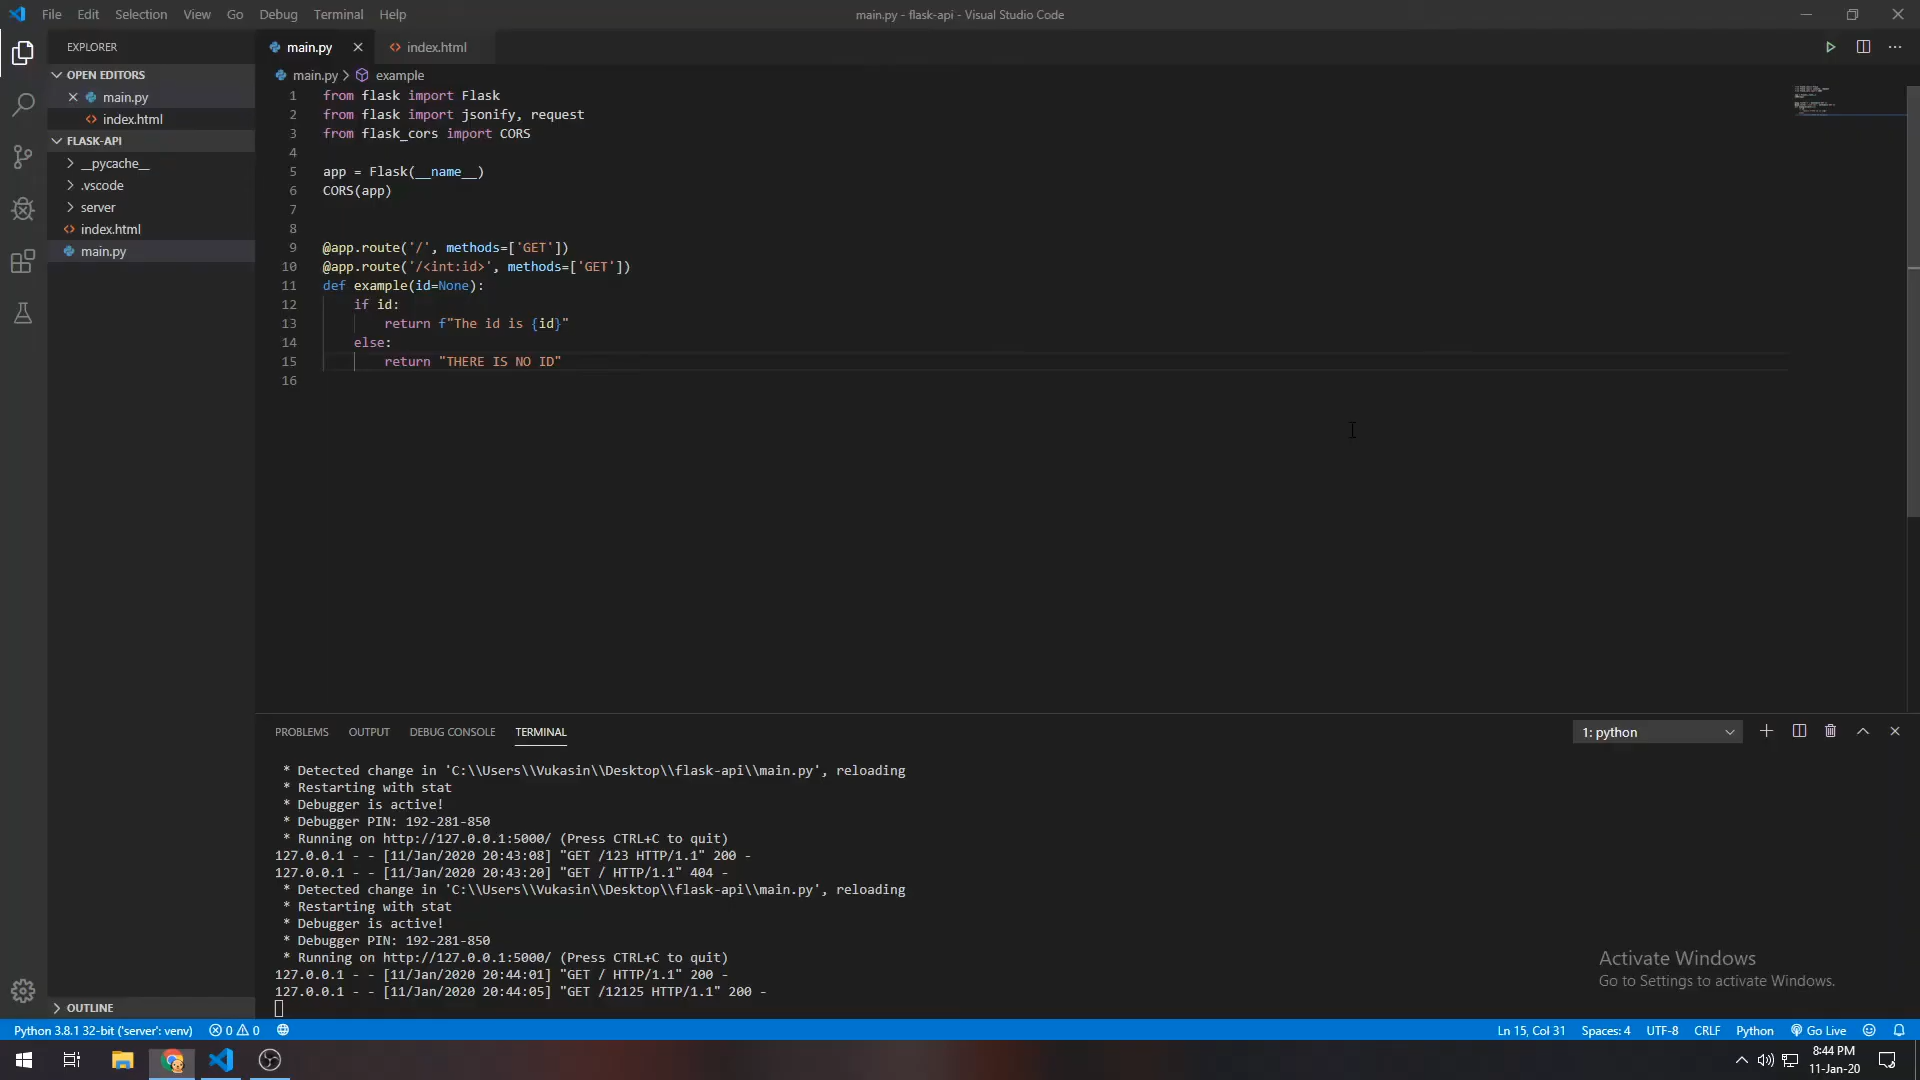 File Edit Selection View Go Debug Terminal Help
main.py - flask-api - Visual Studio Code
EXPLORER
OPEN EDITORS
main.py
index.html
FLASK-API
__pycache__
.vscode
server
index.html
main.py
OUTLINE
main.py
index.html
main.py > example
1 from flask import Flask
2 from flask import jsonify, request
3 from flask_cors import CORS
4
5 app = Flask(__name__)
6 CORS(app)
7
8
9 @app.route('/', methods=['GET'])
10 @app.route('/<int:id>', methods=['GET'])
11 def example(id=None):
12 if id:
13 return f"The id is {id}"
14 else:
15 return "THERE IS NO ID"
16
PROBLEMS OUTPUT DEBUG CONSOLE TERMINAL
1: python
* Detected change in 'C:\\Users\\Vukasin\\Desktop\\flask-api\\main.py', reloading
* Restarting with stat
* Debugger is active!
* Debugger PIN: 192-281-850
* Running on http://127.0.0.1:5000/ (Press CTRL+C to quit)
127.0.0.1 - - [11/Jan/2020 20:43:08] "GET /123 HTTP/1.1" 200 -
127.0.0.1 - - [11/Jan/2020 20:43:20] "GET / HTTP/1.1" 404 -
* Detected change in 'C:\\Users\\Vukasin\\Desktop\\flask-api\\main.py', reloading
* Restarting with stat
* Debugger is active!
* Debugger PIN: 192-281-850
* Running on http://127.0.0.1:5000/ (Press CTRL+C to quit)
127.0.0.1 - - [11/Jan/2020 20:44:01] "GET / HTTP/1.1" 200 -
127.0.0.1 - - [11/Jan/2020 20:44:05] "GET /12125 HTTP/1.1" 200 -
Activate Windows
Go to Settings to activate Windows.
Python 3.8.1 32-bit ('server': venv) 0 0
Ln 15, Col 31 Spaces: 4 UTF-8 CRLF Python Go Live
8:44 PM
11-Jan-20